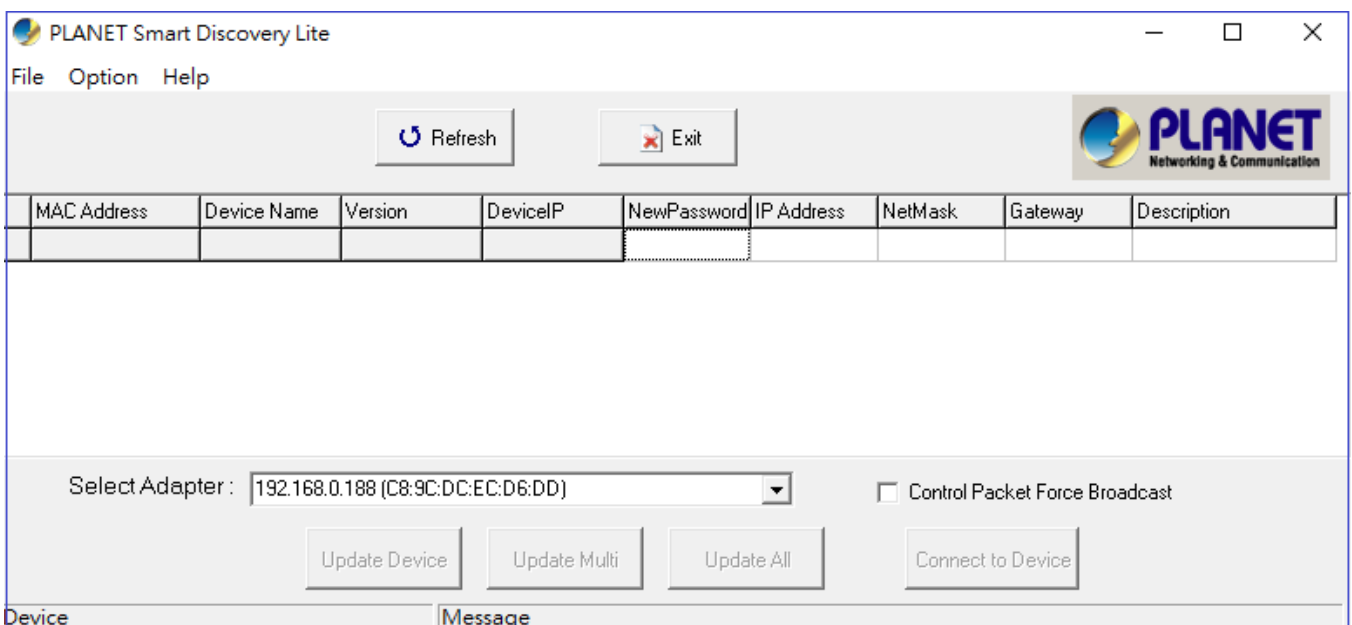 PLANET Smart Discovery Lite
File Option Help
Refresh Exit
PLANET
Networking & Communication
MAC Address Device Name Version DeviceIP NewPassword IP Address NetMask Gateway Description
Select Adapter : 192.168.0.188 (C8:9C:DC:EC:D6:DD) Control Packet Force Broadcast
Update Device Update Multi Update All Connect to Device
Device Message